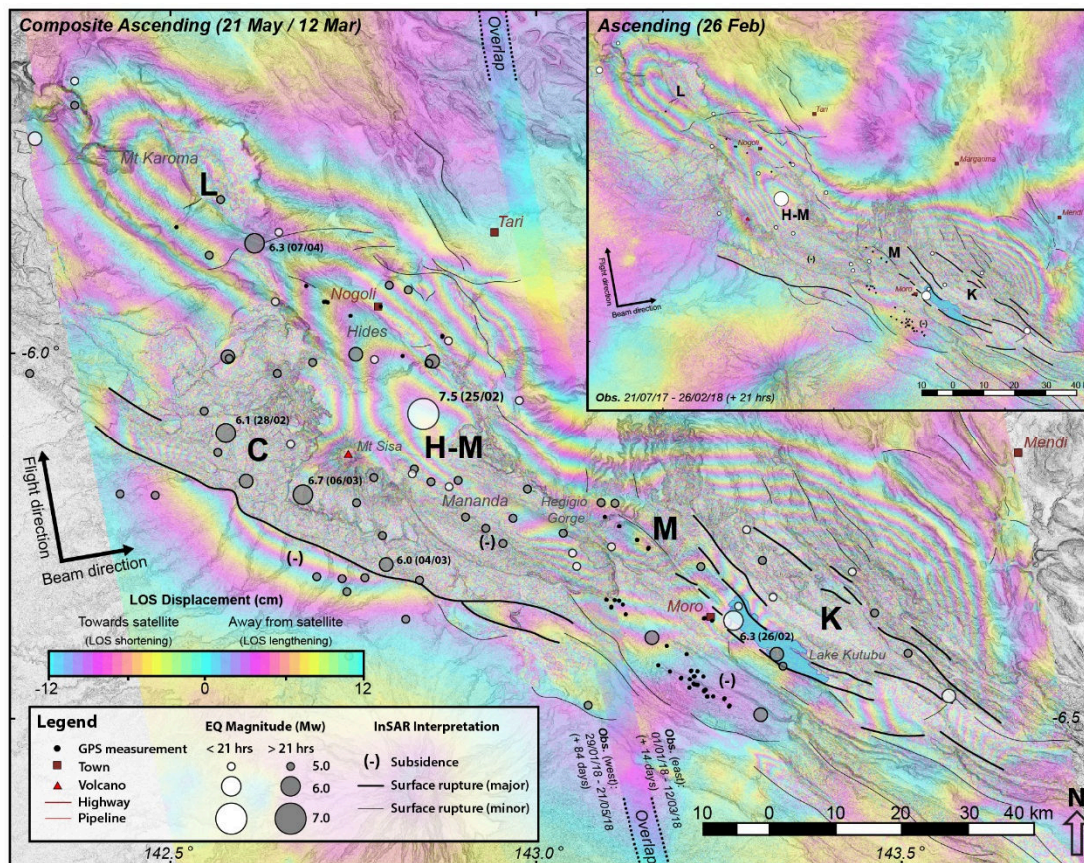 Composite Ascending (21 May / 12 Mar)
Overlap
Mt Karoma
L
6.3 (07/04)
Tari
Nogoli
Hides
-6.0°
7.5 (25/02)
6.1 (28/02)
C
Mt Sisa
H-M
6.7 (06/03)
Mananda
Hegigio
Gorge
M
Mendi
(-)
(-)
6.0 (04/03)
Flight direction
Beam direction
Moro
K
6.3 (26/02)
Lake Kutubu
(-)
-6.5°
LOS Displacement (cm)
Towards satellite
(LOS shortening)
Away from satellite
(LOS lengthening)
-12 0 12
Legend
GPS measurement
Town
Volcano
Highway
Pipeline
EQ Magnitude (Mw)
< 21 hrs > 21 hrs
5.0
6.0
7.0
InSAR Interpretation
(-) Subsidence
Surface rupture (major)
Surface rupture (minor)
Obs. (west):
29/01/18 - 21/05/18
(+ 84 days)
Obs. (east):
01/01/18 - 12/03/18
(+ 14 days)
Overlap
10 0 10 20 30 40 km
N
142.5 143.0 143.5
Ascending (26 Feb)
L
Tari
Nogoli
Margarima
Mendi
H-M
(-)
M
Moro
K
(-)
Flight direction
Beam direction
Obs. 21/07/17 - 26/02/18 (+ 21 hrs)
10 0 10 20 30 40